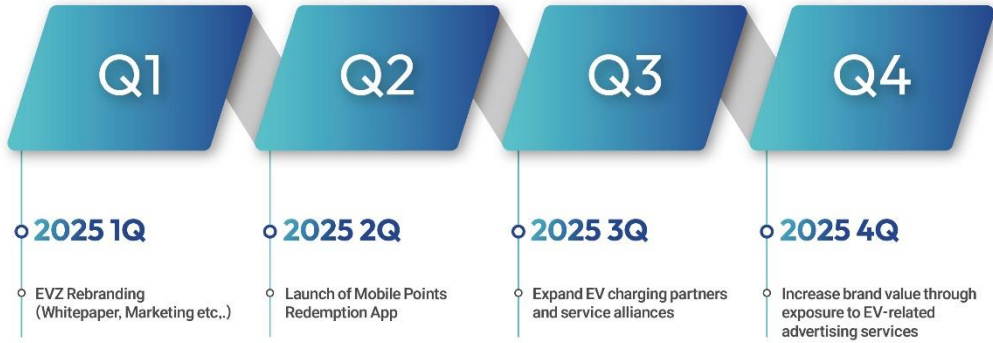 Q1
Q2
Q3
Q4
2025 1Q
EVZ Rebranding
(Whitepaper, Marketing etc,.)
2025 2Q
Launch of Mobile Points
Redemption App
2025 3Q
Expand EV charging partners
and service alliances
2025 4Q
Increase brand value through
exposure to EV-related
advertising services